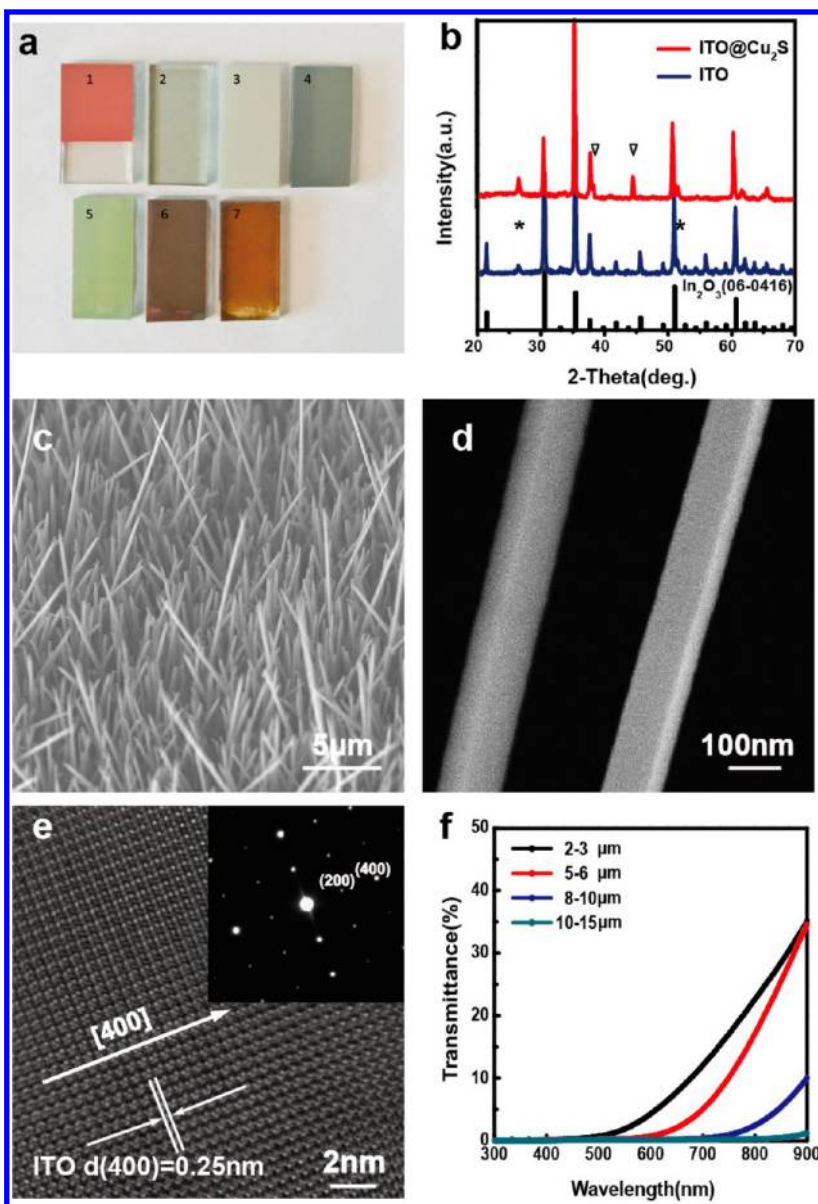 a
1
2
3
4
5
6
7
b
ITO@Cu₂S
ITO
Intensity(a.u.)
▽ ▽
* *
In₂O₃(06-0416)
20 30 40 50 60 70
2-Theta(deg.)
c
5μm
d
100nm
e
(200) (400)
[400]
ITO d(400)=0.25nm
2nm
f
2-3 μm
5-6 μm
8-10μm
10-15μm
Transmittance(%)
50
40
30
20
10
0
300 400 500 600 700 800 900
Wavelength(nm)